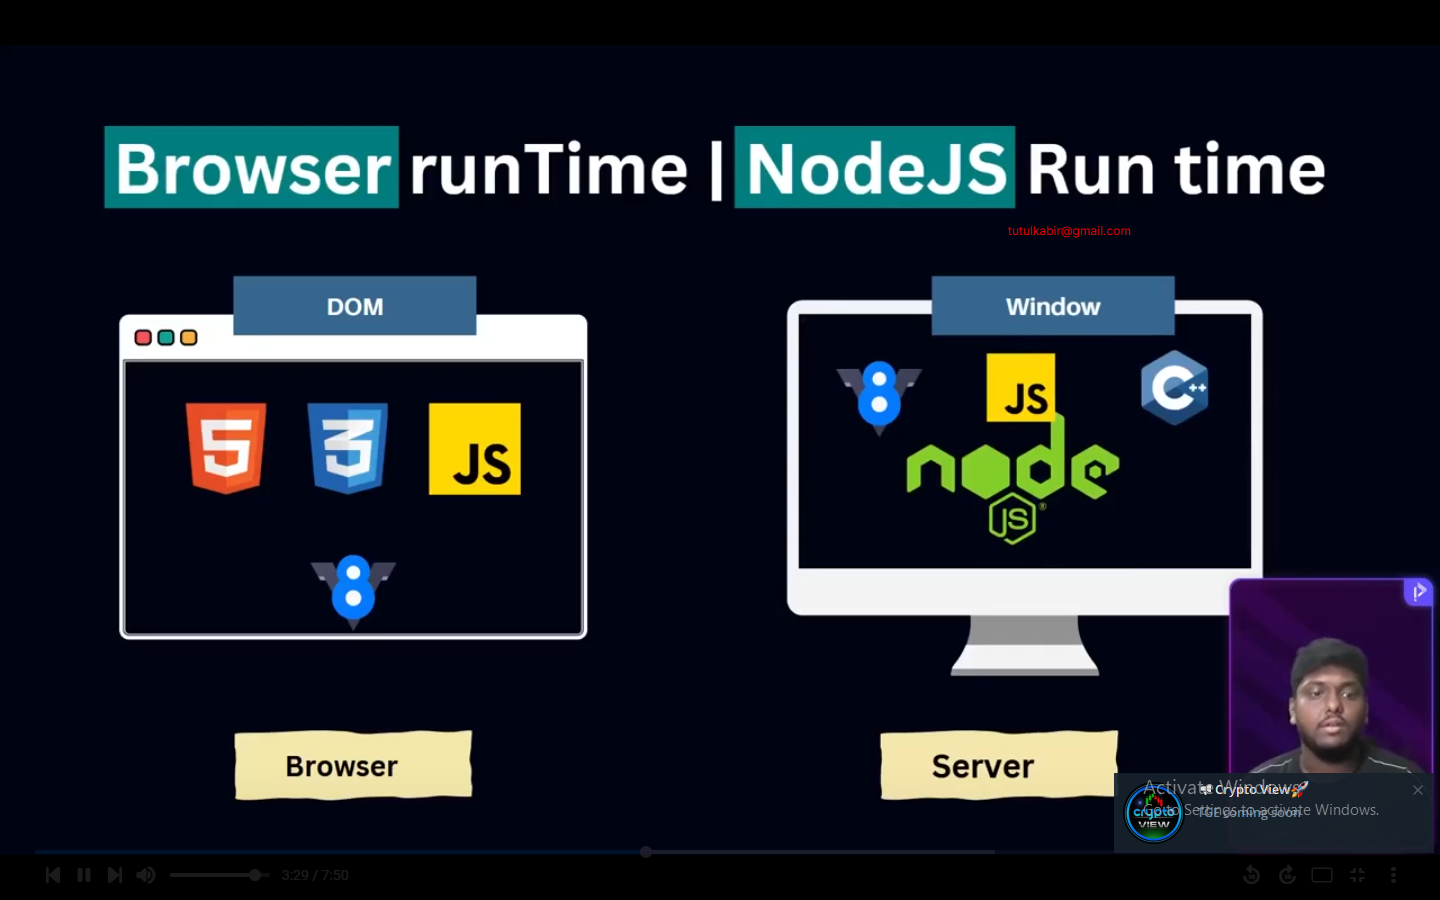 Browser runTime | NodeJS Run time
tutulkabir@gmail.com
DOM
Window
5
3
JS
8
8
JS
C++
node
JS
®
Browser
Server
Activate Windows
Go to Settings to activate Windows.
Crypto View🚀
TGE coming soon
crypto
VIEW
3:29 / 7:50